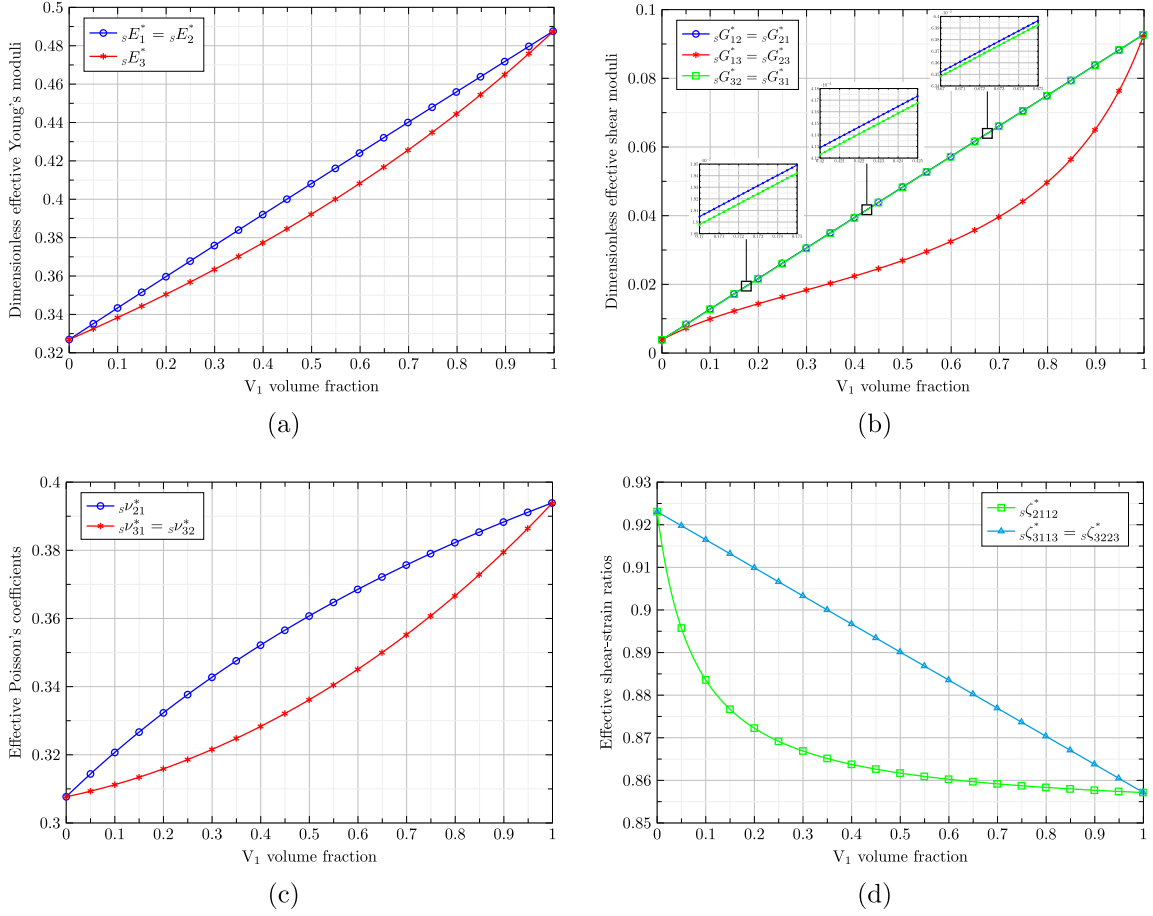 0.5
0.48
0.46
0.44
0.42
0.4
0.38
0.36
0.34
0.32
Dimensionless effective Young's moduli
ₛE₁* = ₛE₂*
ₛE₃*
0 0.1 0.2 0.3 0.4 0.5 0.6 0.7 0.8 0.9 1
V₁ volume fraction
(a)
0.1
0.08
0.06
0.04
0.02
0
Dimensionless effective shear moduli
ₛG₁₂* = ₛG₂₁*
ₛG₁₃* = ₛG₂₃*
ₛG₃₂* = ₛG₃₁*
0 0.1 0.2 0.3 0.4 0.5 0.6 0.7 0.8 0.9 1
V₁ volume fraction
(b)
0.4
0.38
0.36
0.34
0.32
0.3
Effective Poisson's coefficients
ₛν₂₁*
ₛν₃₁* = ₛν₃₂*
0 0.1 0.2 0.3 0.4 0.5 0.6 0.7 0.8 0.9 1
V₁ volume fraction
(c)
0.93
0.92
0.91
0.9
0.89
0.88
0.87
0.86
0.85
Effective shear-strain ratios
ₛζ₂₁₁₂*
ₛζ₃₁₁₃* = ₛζ₃₂₂₃*
0 0.1 0.2 0.3 0.4 0.5 0.6 0.7 0.8 0.9 1
V₁ volume fraction
(d)